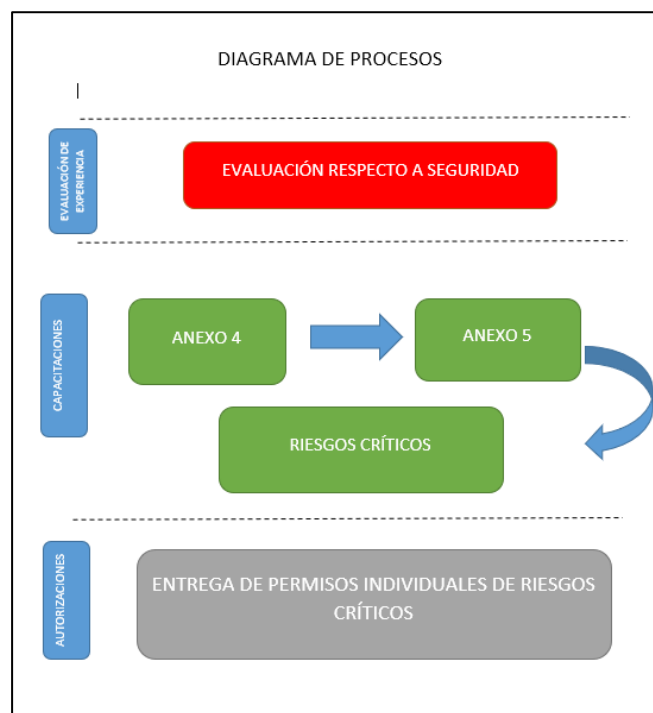 DIAGRAMA DE PROCESOS
EVALUACIÓN DE
EXPERIENCIA
EVALUACIÓN RESPECTO A SEGURIDAD
CAPACITACIONES
ANEXO 4
ANEXO 5
RIESGOS CRÍTICOS
AUTORIZACIONES
ENTREGA DE PERMISOS INDIVIDUALES DE RIESGOS
CRÍTICOS